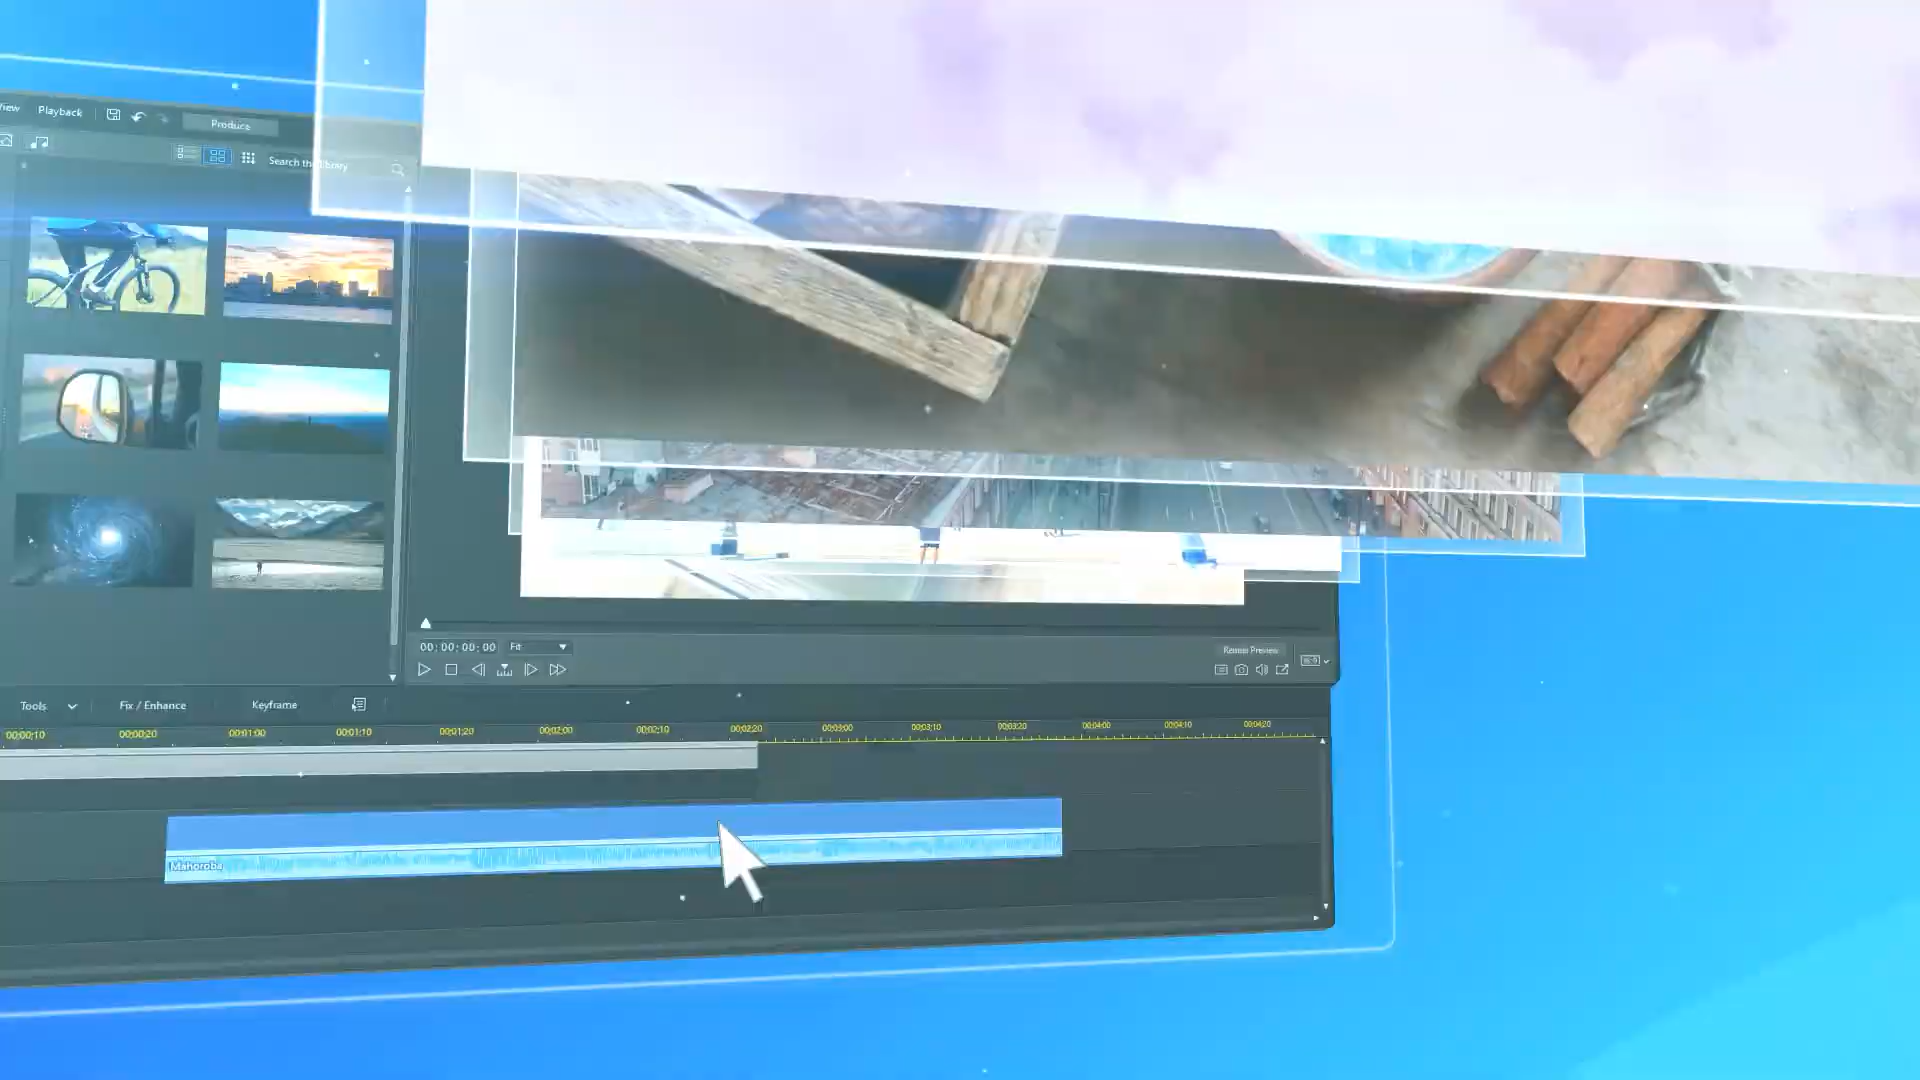 View Playback
Produce
Search the library
00;00;00;00 Fit
Render Preview
Tools Fix / Enhance Keyframe
00;00;10 00;00;20 00;01;00 00;01;10 00;01;20 00;02;00 00;02;10 00;02;20 00;03;00 00;03;10 00;03;20 00;04;00 00;04;10 00;04;20
Mahoroba